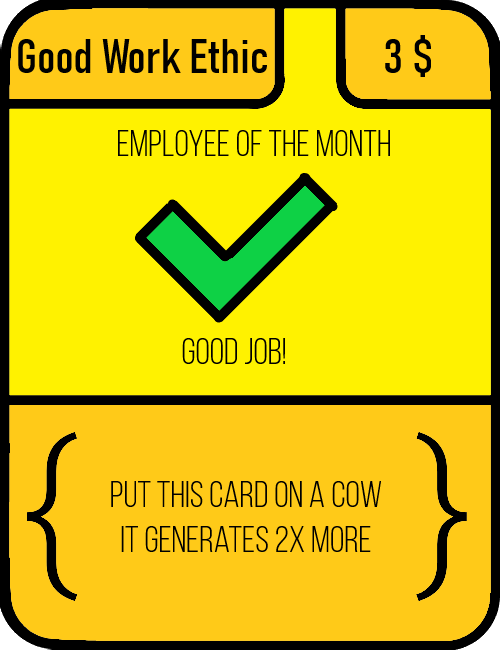 Good Work Ethic
3 $
EMPLOYEE OF THE MONTH
GOOD JOB!
PUT THIS CARD ON A COW
IT GENERATES 2X MORE